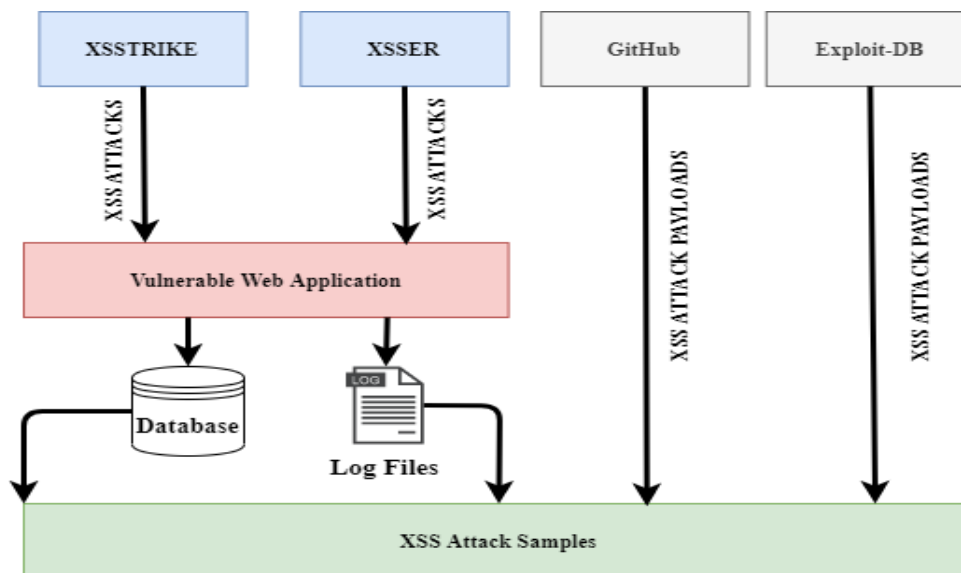 XSSTRIKE
XSSER
GitHub
Exploit-DB
XSS ATTACKS
XSS ATTACKS
XSS ATTACK PAYLOADS
XSS ATTACK PAYLOADS
Vulnerable Web Application
LOG
Database
Log Files
XSS Attack Samples